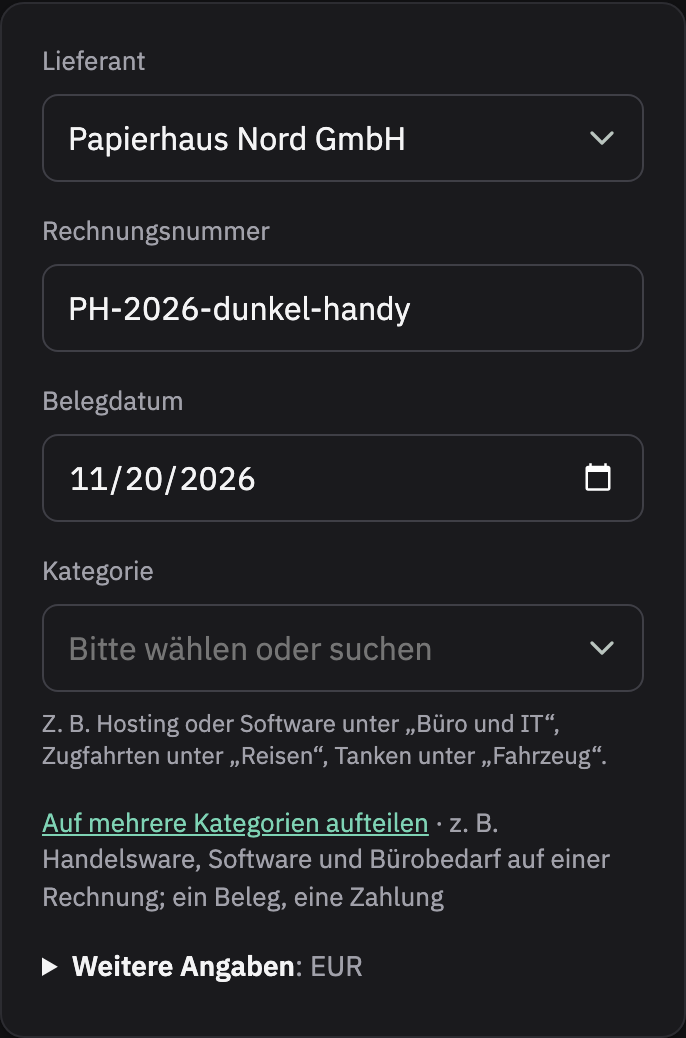 Lieferant
Papierhaus Nord GmbH
Rechnungsnummer
PH-2026-dunkel-handy
Belegdatum
11/20/2026
Kategorie
Bitte wählen oder suchen
Z. B. Hosting oder Software unter „Büro und IT“,
Zugfahrten unter „Reisen“, Tanken unter „Fahrzeug“.
Auf mehrere Kategorien aufteilen · z. B.
Handelsware, Software und Bürobedarf auf einer
Rechnung; ein Beleg, eine Zahlung
Weitere Angaben: EUR